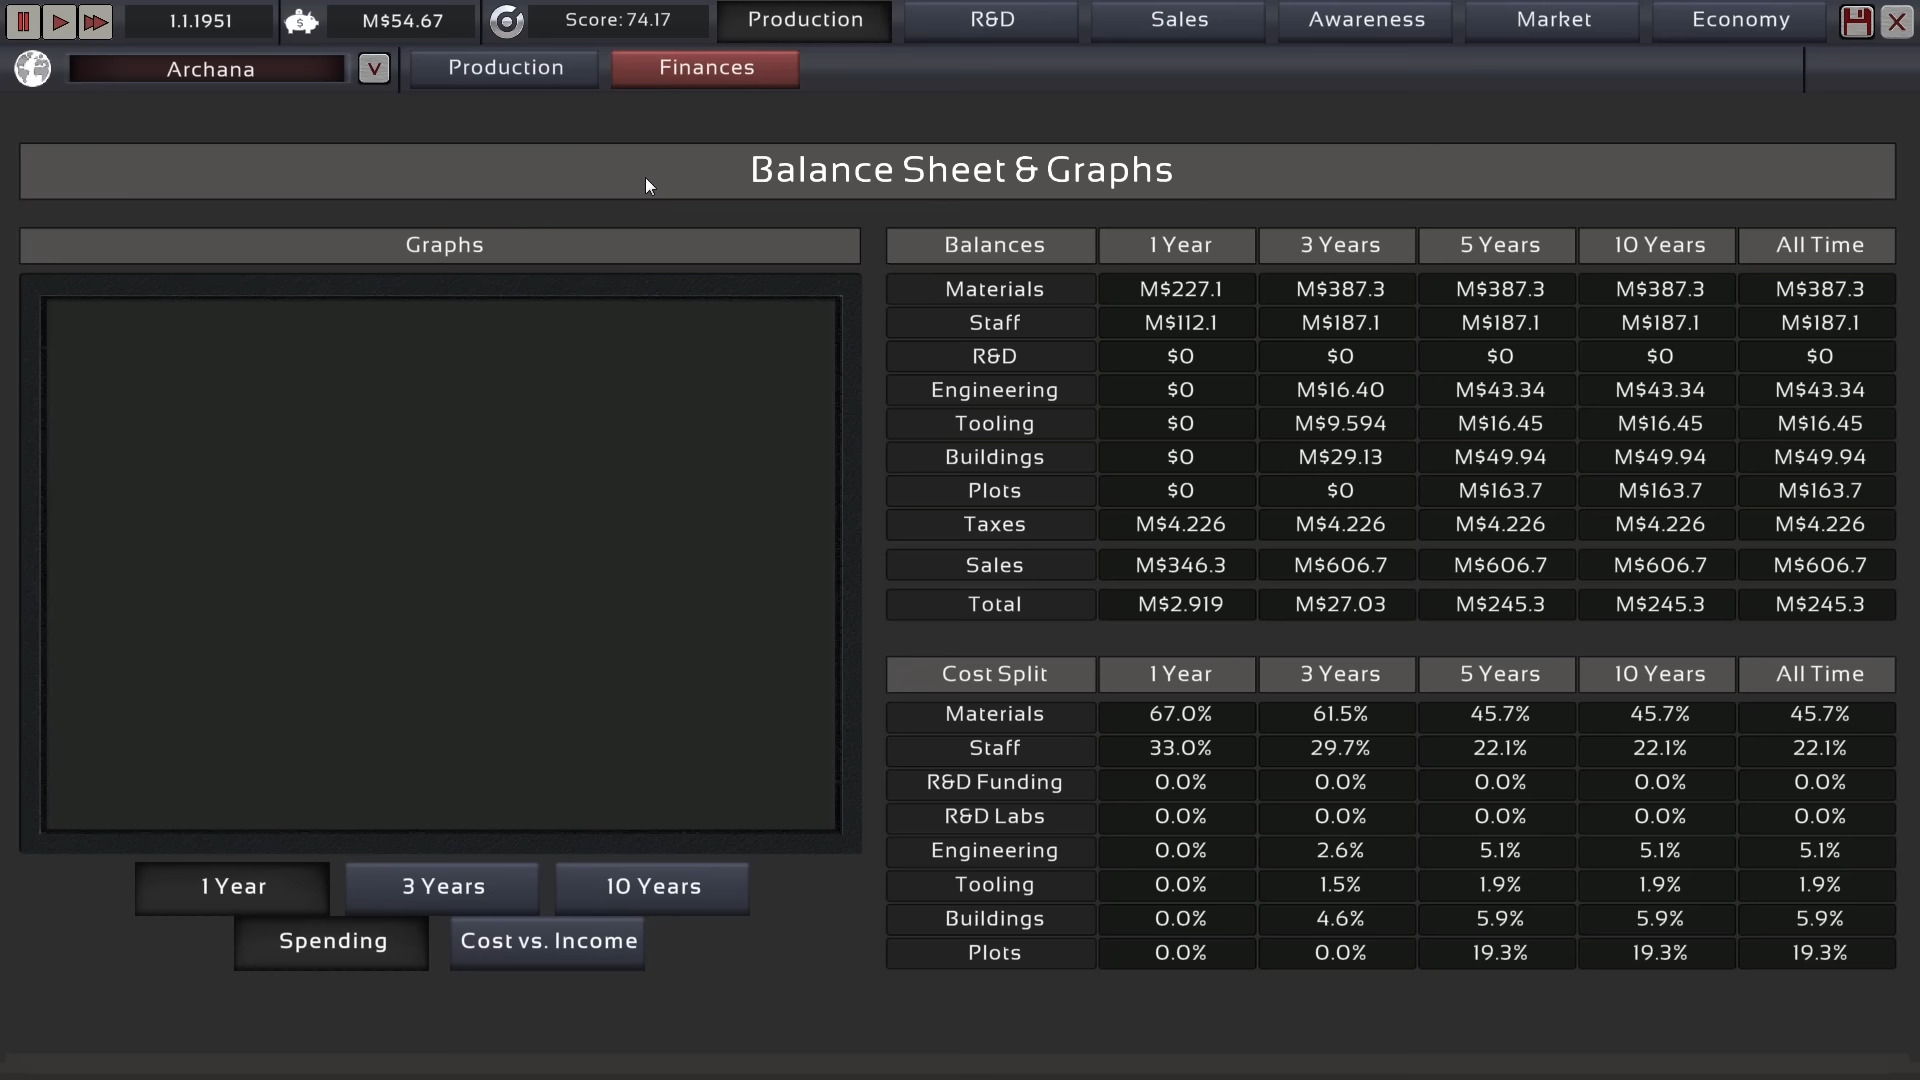 1.1.1951 M$54.67 Score: 74.17 Production R&D Sales Awareness Market Economy
Archana V Production Finances
Balance Sheet & Graphs
Graphs
1 Year 3 Years 10 Years
Spending Cost vs. Income
Balances 1 Year 3 Years 5 Years 10 Years All Time
Materials M$227.1 M$387.3 M$387.3 M$387.3 M$387.3
Staff M$112.1 M$187.1 M$187.1 M$187.1 M$187.1
R&D $0 $0 $0 $0 $0
Engineering $0 M$16.40 M$43.34 M$43.34 M$43.34
Tooling $0 M$9.594 M$16.45 M$16.45 M$16.45
Buildings $0 M$29.13 M$49.94 M$49.94 M$49.94
Plots $0 $0 M$163.7 M$163.7 M$163.7
Taxes M$4.226 M$4.226 M$4.226 M$4.226 M$4.226
Sales M$346.3 M$606.7 M$606.7 M$606.7 M$606.7
Total M$2.919 M$27.03 M$245.3 M$245.3 M$245.3
Cost Split 1 Year 3 Years 5 Years 10 Years All Time
Materials 67.0% 61.5% 45.7% 45.7% 45.7%
Staff 33.0% 29.7% 22.1% 22.1% 22.1%
R&D Funding 0.0% 0.0% 0.0% 0.0% 0.0%
R&D Labs 0.0% 0.0% 0.0% 0.0% 0.0%
Engineering 0.0% 2.6% 5.1% 5.1% 5.1%
Tooling 0.0% 1.5% 1.9% 1.9% 1.9%
Buildings 0.0% 4.6% 5.9% 5.9% 5.9%
Plots 0.0% 0.0% 19.3% 19.3% 19.3%